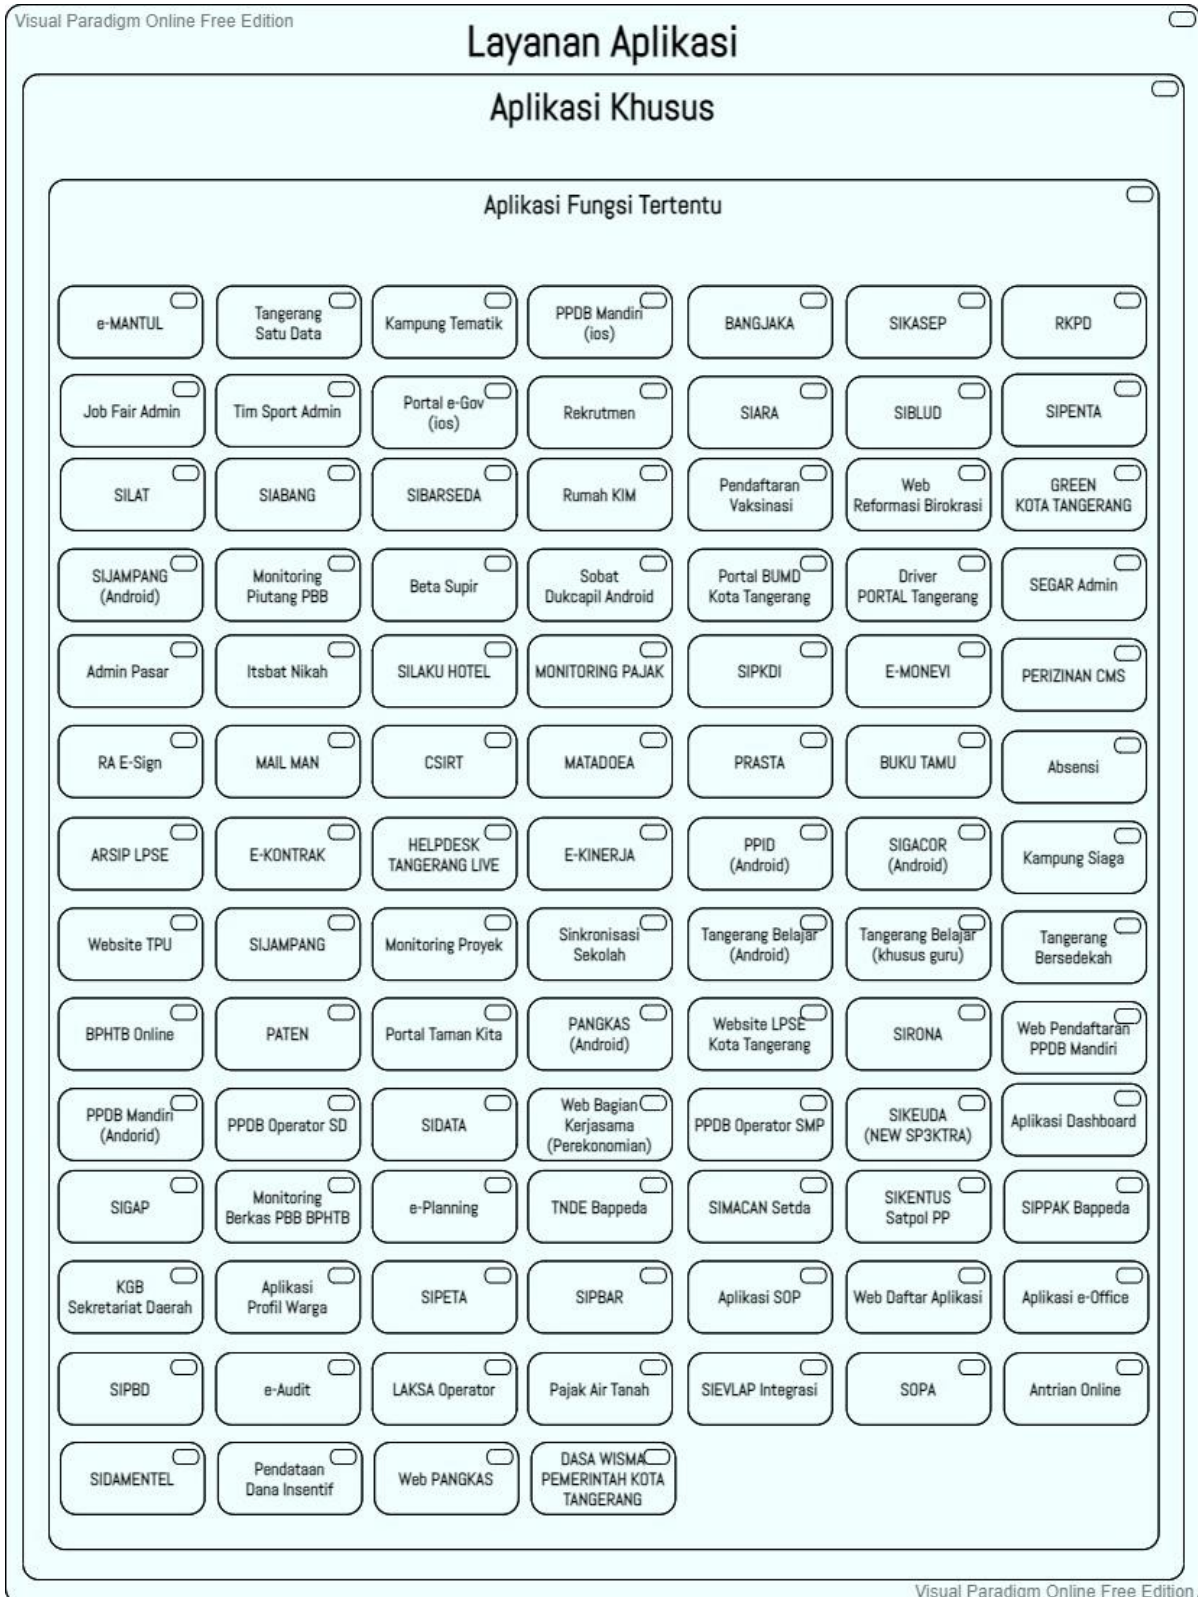 Visual Paradigm Online Free Edition
Layanan Aplikasi
Aplikasi Khusus
Aplikasi Fungsi Tertentu
e-MANTUL
Tangerang
Satu Data
Kampung Tematik
PPDB Mandiri
(ios)
BANGJAKA
SIKASEP
RKPD
Job Fair Admin
Tim Sport Admin
Portal e-Gov
(ios)
Rekrutmen
SIARA
SIBLUD
SIPENTA
SILAT
SIABANG
SIBARSEDA
Rumah KIM
Pendaftaran
Vaksinasi
Web
Reformasi Birokrasi
GREEN
KOTA TANGERANG
SIJAMPANG
(Android)
Monitoring
Piutang PBB
Beta Supir
Sobat
Dukcapil Android
Portal BUMD
Kota Tangerang
Driver
PORTAL Tangerang
SEGAR Admin
Admin Pasar
Itsbat Nikah
SILAKU HOTEL
MONITORING PAJAK
SIPKDI
E-MONEVI
PERIZINAN CMS
RA E-Sign
MAIL MAN
CSIRT
MATADOEA
PRASTA
BUKU TAMU
Absensi
ARSIP LPSE
E-KONTRAK
HELPDESK
TANGERANG LIVE
E-KINERJA
PPID
(Android)
SIGACOR
(Android)
Kampung Siaga
Website TPU
SIJAMPANG
Monitoring Proyek
Sinkronisasi
Sekolah
Tangerang Belajar
(Android)
Tangerang Belajar
(khusus guru)
Tangerang
Bersedekah
BPHTB Online
PATEN
Portal Taman Kita
PANGKAS
(Android)
Website LPSE
Kota Tangerang
SIRONA
Web Pendaftaran
PPDB Mandiri
PPDB Mandiri
(Andorid)
PPDB Operator SD
SIDATA
Web Bagian
Kerjasama
(Perekonomian)
PPDB Operator SMP
SIKEUDA
(NEW SP3KTRA)
Aplikasi Dashboard
SIGAP
Monitoring
Berkas PBB BPHTB
e-Planning
TNDE Bappeda
SIMACAN Setda
SIKENTUS
Satpol PP
SIPPAK Bappeda
KGB
Sekretariat Daerah
Aplikasi
Profil Warga
SIPETA
SIPBAR
Aplikasi SOP
Web Daftar Aplikasi
Aplikasi e-Office
SIPBD
e-Audit
LAKSA Operator
Pajak Air Tanah
SIEVLAP Integrasi
SOPA
Antrian Online
SIDAMENTEL
Pendataan
Dana Insentif
Web PANGKAS
DASA WISMA
PEMERINTAH KOTA
TANGERANG
Visual Paradigm Online Free Edition